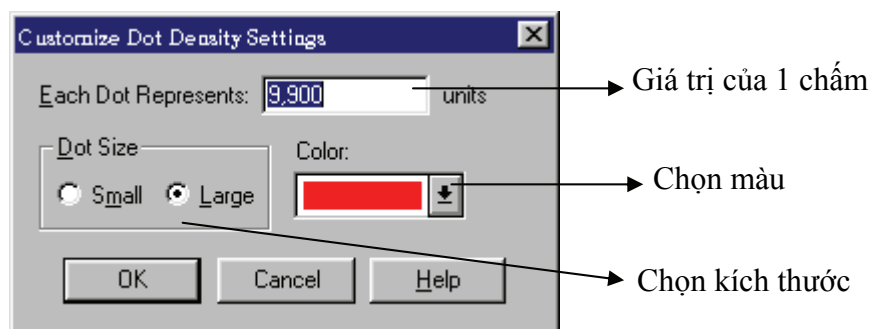 Customize Dot Density Settings
Each Dot Represents: 9,900 units
Giá trị của 1 chấm
Dot Size
Color:
Small Large
Chọn màu
OK Cancel Help
Chọn kích thước